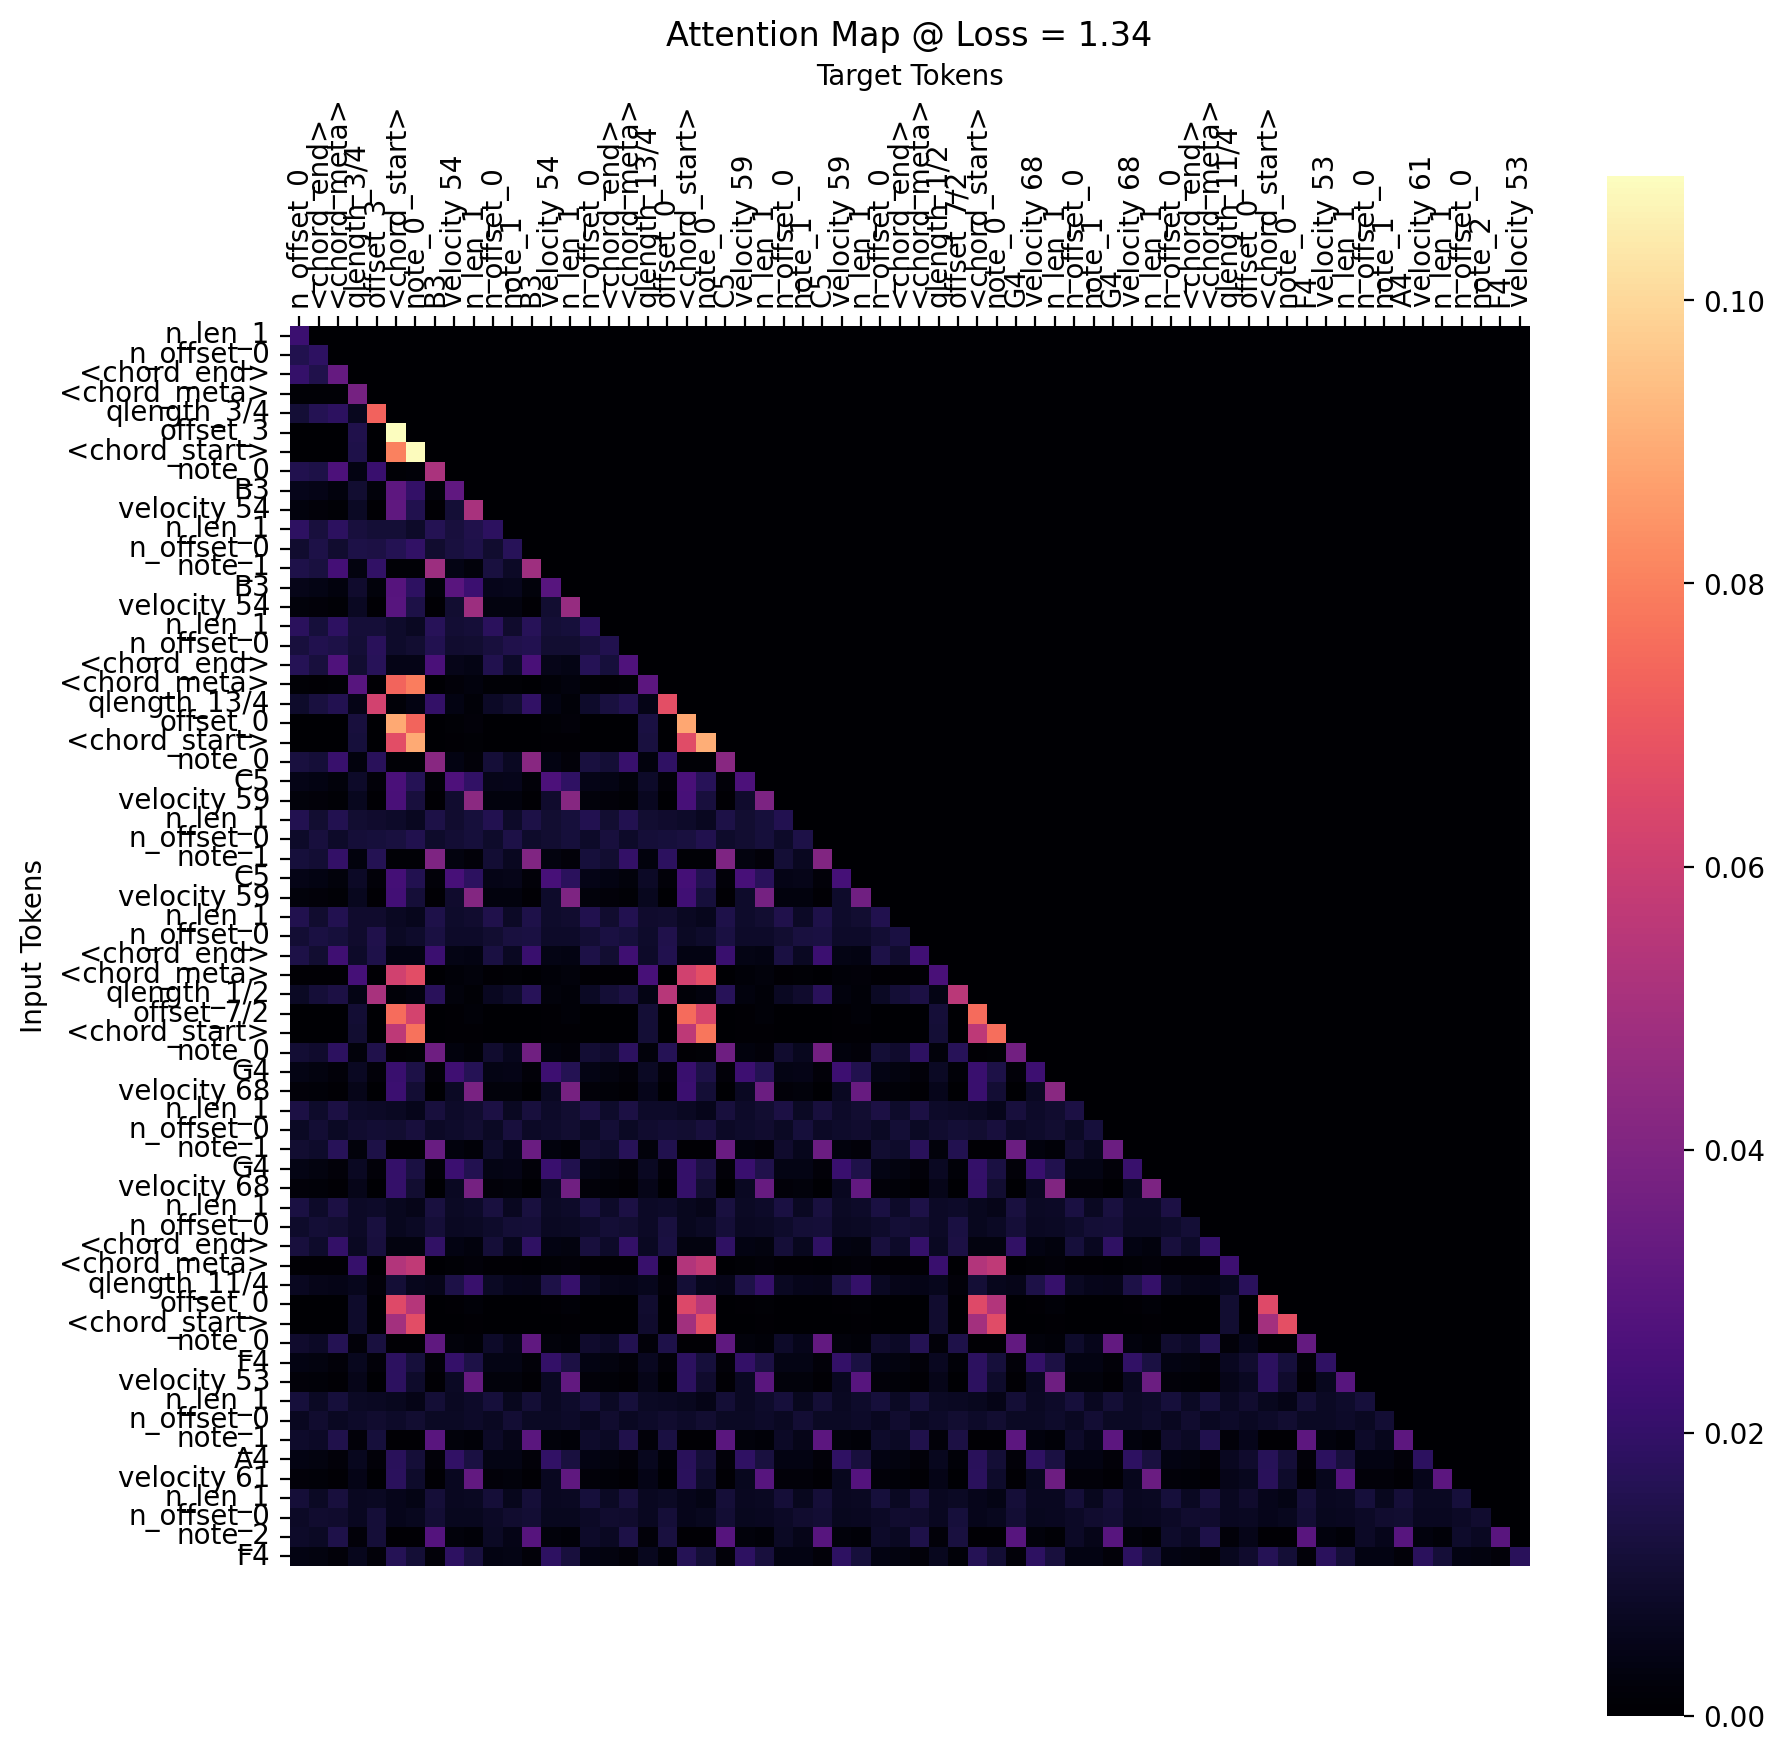 Attention Map @ Loss = 1.34
Target Tokens
n_offset_0
<chord_end>
<chord_meta>
qlength_3/4
offset_3
<chord_start>
note_0
B3
velocity 54
n_len_1
n_offset_0
note_1
B3
velocity 54
n_len_1
n_offset_0
<chord_end>
<chord_meta>
qlength_13/4
offset_0
<chord_start>
note_0
C5
velocity 59
n_len_1
n_offset_0
note_1
C5
velocity 59
n_len_1
n_offset_0
<chord_end>
<chord_meta>
qlength_1/2
offset_7/2
<chord_start>
note_0
G4
velocity 68
n_len_1
n_offset_0
note_1
G4
velocity 68
n_len_1
n_offset_0
<chord_end>
<chord_meta>
qlength_11/4
offset_0
<chord_start>
note_0
F4
velocity 53
n_len_1
n_offset_0
note_1
A4
velocity 61
n_len_1
n_offset_0
note_2
F4
velocity 53
Input Tokens
n_len_1
n_offset_0
<chord_end>
<chord_meta>
qlength_3/4
offset_3
<chord_start>
note_0
B3
velocity 54
n_len_1
n_offset_0
note_1
B3
velocity 54
n_len_1
n_offset_0
<chord_end>
<chord_meta>
qlength_13/4
offset_0
<chord_start>
note_0
C5
velocity 59
n_len_1
n_offset_0
note_1
C5
velocity 59
n_len_1
n_offset_0
<chord_end>
<chord_meta>
qlength_1/2
offset_7/2
<chord_start>
note_0
G4
velocity 68
n_len_1
n_offset_0
note_1
G4
velocity 68
n_len_1
n_offset_0
<chord_end>
<chord_meta>
qlength_11/4
offset_0
<chord_start>
note_0
F4
velocity 53
n_len_1
n_offset_0
note_1
A4
velocity 61
n_len_1
n_offset_0
note_2
F4
0.10
0.08
0.06
0.04
0.02
0.00